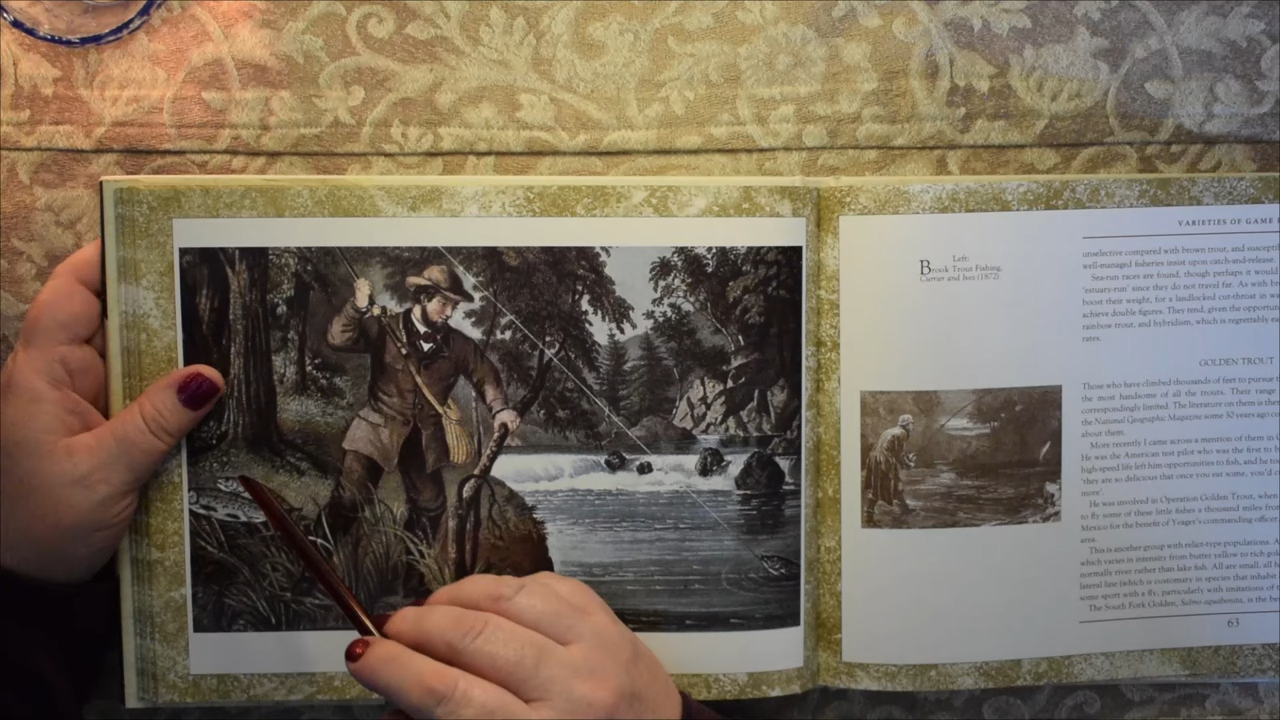 Left:
Brook Trout Fishing,
Currier and Ives (1872)
VARIETIES OF GAME
unselective compared with brown trout, and
well-managed fisheries insist upon catch-and-release.
Sea-run races are found, though perhaps it would
'estuary-run' since they do not travel far. As with
boost their weight, for a landlocked cut-throat in
achieve double figures. They tend, given the
rainbow trout, and hybridism, which is regrettably
rates.
GOLDEN TROUT
Those who have climbed thousands of feet to pursue
the most handsome of all the trouts. Their range
correspondingly limited. The literature on them is
the National Geographic Magazine some 30 years ago
about them.
More recently I came across a mention of them in
He was the American test pilot who was the first to
high-speed life left him opportunities to fish, and he
'they are so delicious that once you eat some, you'd
more'.
He was involved in Operation Golden Trout, when
to fly some of these little fishes a thousand miles
Mexico for the benefit of Yeager's commanding officer
area.
This is another group with relict-type populations.
which varies in intensity from butter yellow to rich
normally river rather than lake fish. All are small, all
lateral line (which is customary in species that inhabit
some sport with a fly, particularly with imitations of
The South Fork Golden, Salmo aguabonita, is the
63